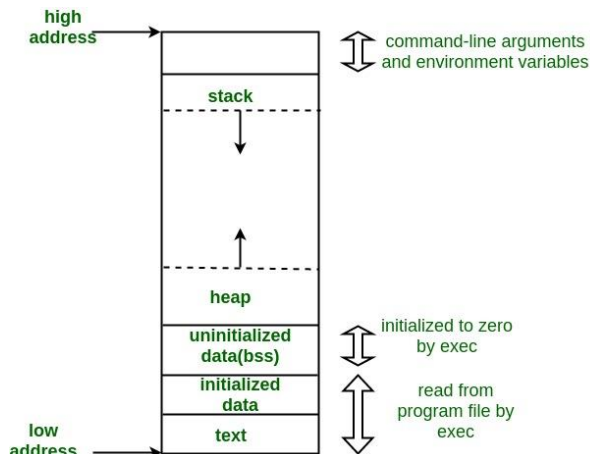 high
address
command-line arguments
and environment variables
stack
heap
uninitialized
data(bss)
initialized to zero
by exec
initialized
data
read from
program file by
exec
text
low
address